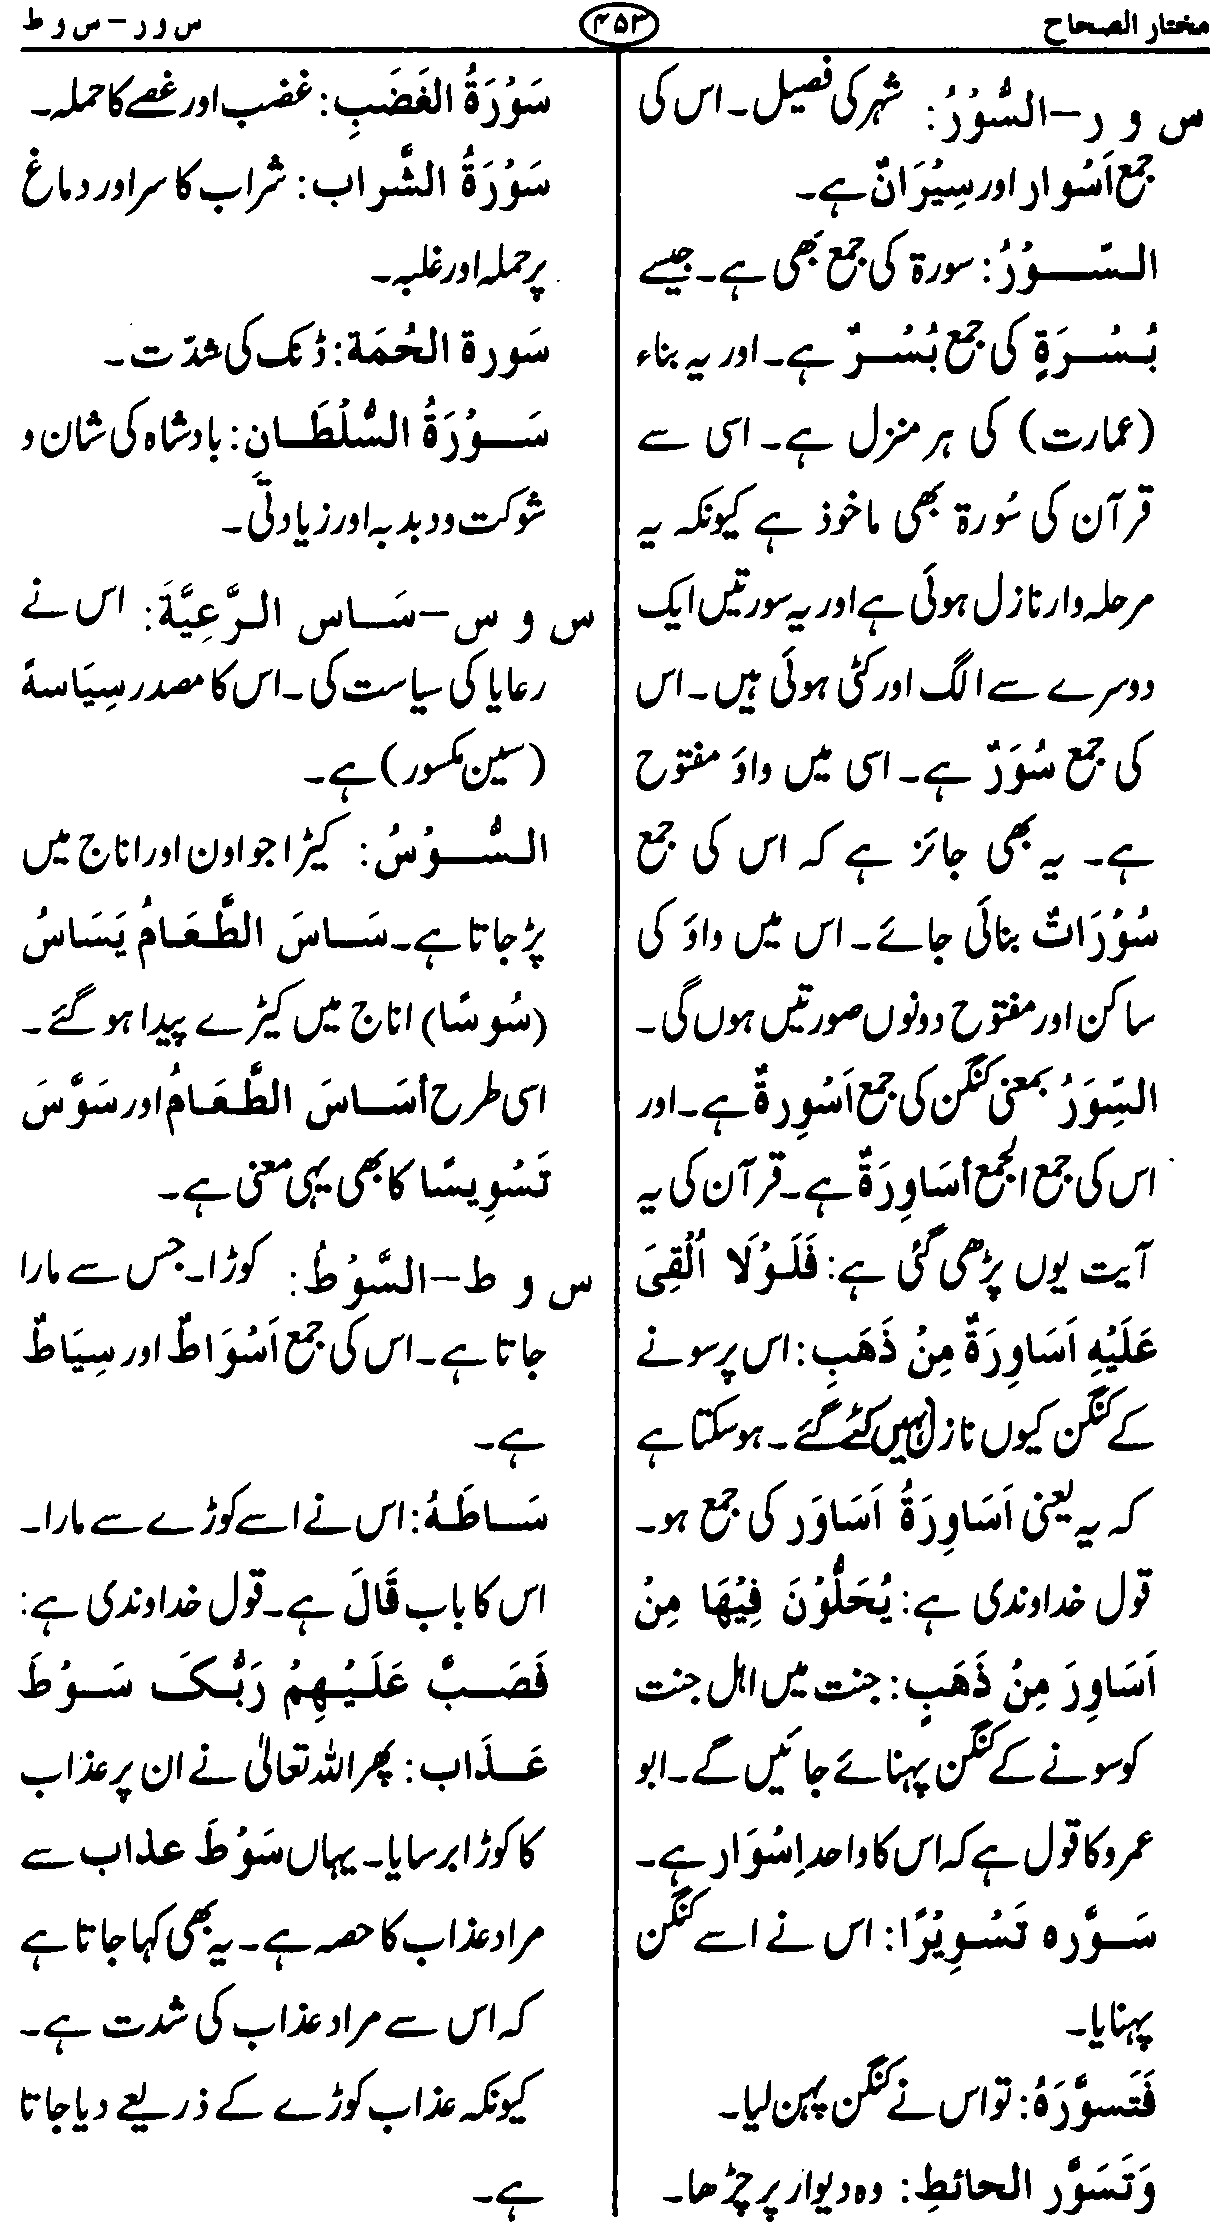 مختار الصحاح
۴۵۳
س و ر – س و ط
س و ر – السُّوْرُ: شہر کی فصیل۔ اس کی
جمع اَسْوار اور سِیْرَانٌ ہے۔
السُّوْرُ: سورۃ کی جمع بھی ہے۔ جیسے
بُسْرَةٍ کی جمع بُسْرٌ ہے۔ اور یہ بناء
(عمارت) کی ہر منزل ہے۔ اسی سے
قرآن کی سُورۃ بھی ماخوذ ہے کیونکہ یہ
مرحلہ وار نازل ہوئی ہے اور یہ سورتیں ایک
دوسرے سے الگ اور کٹی ہوئی ہیں۔ اس
کی جمع سُوَرٌ ہے۔ اسی میں واؤ مفتوح
ہے۔ یہ بھی جائز ہے کہ اس کی جمع
سُوْرَاتٌ بنائی جائے۔ اس میں واؤ کی
ساکن اور مفتوح دونوں صورتیں ہوں گی۔
السِّوَرُ بمعنی کنگن کی جمع اَسْوِرةٌ ہے۔ اور
اس کی جمع الجمع أسَاوِرَةٌ ہے۔ قرآن کی یہ
آیت یوں پڑھی گئی ہے: فَلَوْلَا اُلْقِیَ
عَلَیْهِ اَسَاوِرَةٌ مِنْ ذَهَبٍ: اس پر سونے
کے کنگن کیوں نازل نہیں کئے گئے۔ ہوسکتا ہے
کہ یہ یعنی اَسَاوِرَةُ اَسَاوَر کی جمع ہو۔
قول خداوندی ہے: یُحَلَّوْنَ فِیْهَا مِنْ
اَسَاوِرَ مِنْ ذَهَبٍ: جنت میں اہل جنت
کو سونے کے کنگن پہنائے جائیں گے۔ ابو
عمرو کا قول ہے کہ اس کا واحد اِسْوَار ہے۔
سَوَّره تَسْوِیْرًا: اس نے اسے کنگن
پہنایا۔
فَتَسوَّرَهُ: تو اس نے کنگن پہن لیا۔
وَتَسَوَّر الحائطِ: وہ دیوار پر چڑھا۔
سَوْرَةُ الغَضَبِ: غضب اور غصے کا حملہ۔
سَوْرَةُ الشَّراب: شراب کا سر اور دماغ
پر حملہ اور غلبہ۔
سَورة الحُمَة: ڈنک کی شدّت۔
سَوْرَةُ السُّلْطَان: بادشاہ کی شان و
شوکت و دبدبہ اور زیادتی۔
س و س – سَاس الرَّعِیَّةَ: اس نے
رعایا کی سیاست کی۔ اس کا مصدر سِیَاسةً
(سین مکسور) ہے۔
السُّوْسُ: کیڑا جو اون اور اناج میں
پڑ جاتا ہے۔ سَاسَ الطَّعَامُ یَسَاسُ
(سُوسًا) اناج میں کیڑے پیدا ہو گئے۔
اسی طرح أسَاسَ الطَّعَامُ اور سَوَّسَ
تَسْوِیسًا کا بھی یہی معنی ہے۔
س و ط – السَّوْطُ: کوڑا۔ جس سے مارا
جاتا ہے۔ اس کی جمع اَسْوَاطٌ اور سِیَاطٌ
ہے۔
سَاطَهُ: اس نے اسے کوڑے سے مارا۔
اس کا باب قَالَ ہے۔ قول خداوندی ہے:
فَصَبَّ عَلَیْهِمْ رَبُّکَ سَوْطَ
عَذَاب: پھر اللہ تعالیٰ نے ان پر عذاب
کا کوڑا برسایا۔ یہاں سَوْطَ عذاب سے
مراد عذاب کا حصہ ہے۔ یہ بھی کہا جاتا ہے
کہ اس سے مراد عذاب کی شدت ہے۔
کیونکہ عذاب کوڑے کے ذریعے دیا جاتا
ہے۔